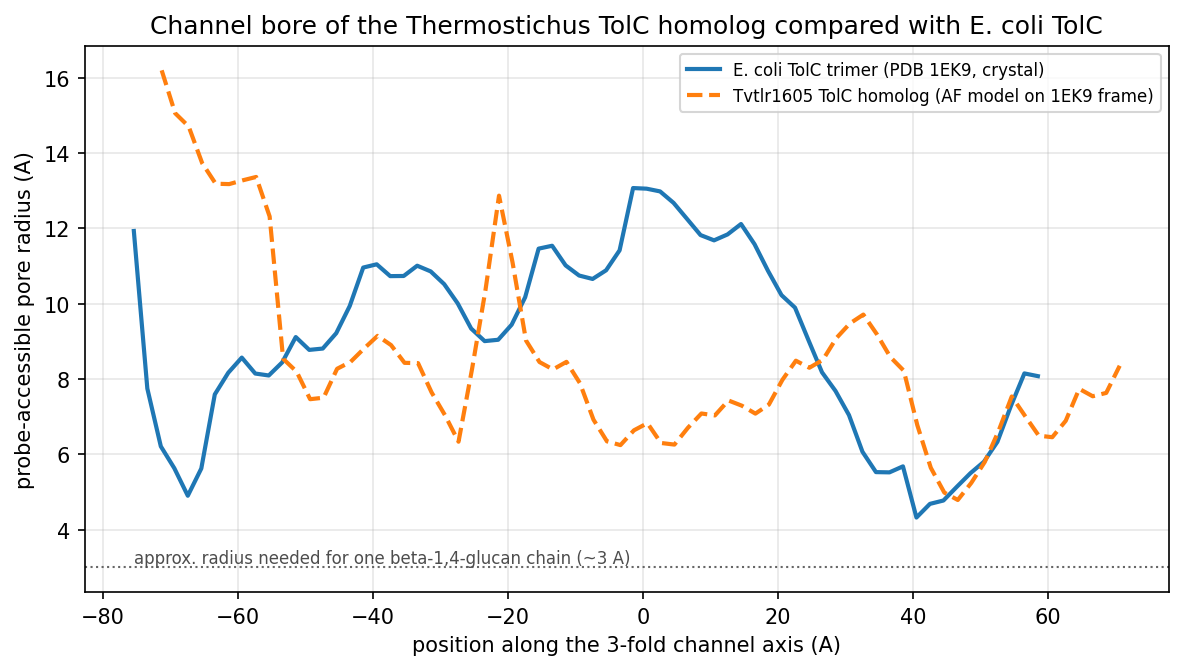 Channel bore of the Thermostichus TolC homolog compared with E. coli TolC
E. coli TolC trimer (PDB 1EK9, crystal)
Tvtlr1605 TolC homolog (AF model on 1EK9 frame)
probe-accessible pore radius (A)
16
14
12
10
8
6
4
approx. radius needed for one beta-1,4-glucan chain (~3 A)
−80
−60
−40
−20
0
20
40
60
position along the 3-fold channel axis (A)